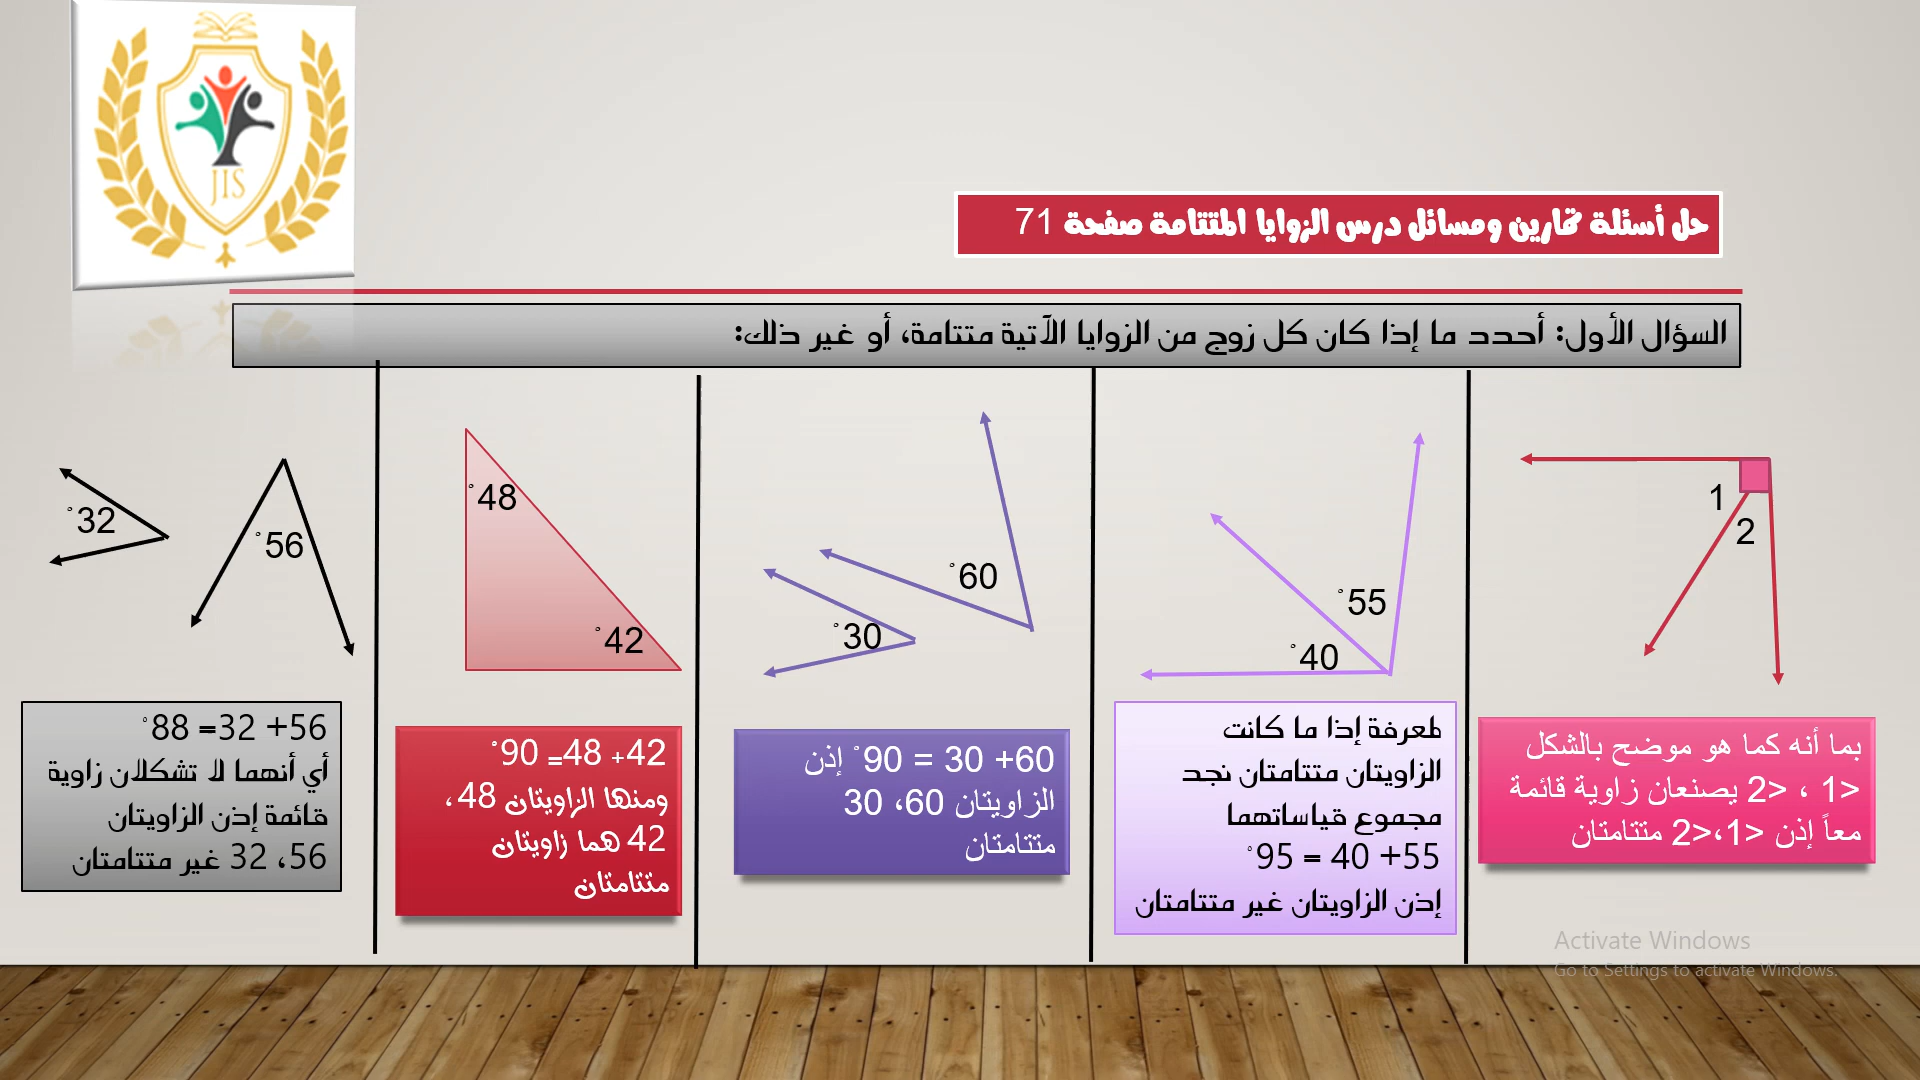 JIS
حل أسئلة تمارين ومسائل درس الزوايا المتتامة صفحة 71
السؤال الأول: أحدد ما إذا كان كل زوج من الزوايا الآتية متتامة، أو غير ذلك:
1
2
بما أنه كما هو موضح بالشكل
>1 ، >2 يصنعان زاوية قائمة
معاً إذن >1،>2 متتامتان
55°
40°
لمعرفة إذا ما كانت
الزاويتان متتامتان نجد
مجموع قياساتهما
55+ 40 = 95°
إذن الزاويتان غير متتامتان
60°
30°
60+ 30 = 90° إذن
الزاويتان 60، 30
متتامتان
48°
42°
42+ 48= 90°
ومنها الزاويتان 48،
42 هما زاويتان
متتامتان
32°
56°
56+ 32= 88°
أي أنهما لا تشكلان زاوية
قائمة إذن الزاويتان
56، 32 غير متتامتان
Activate Windows
Go to Settings to activate Windows.